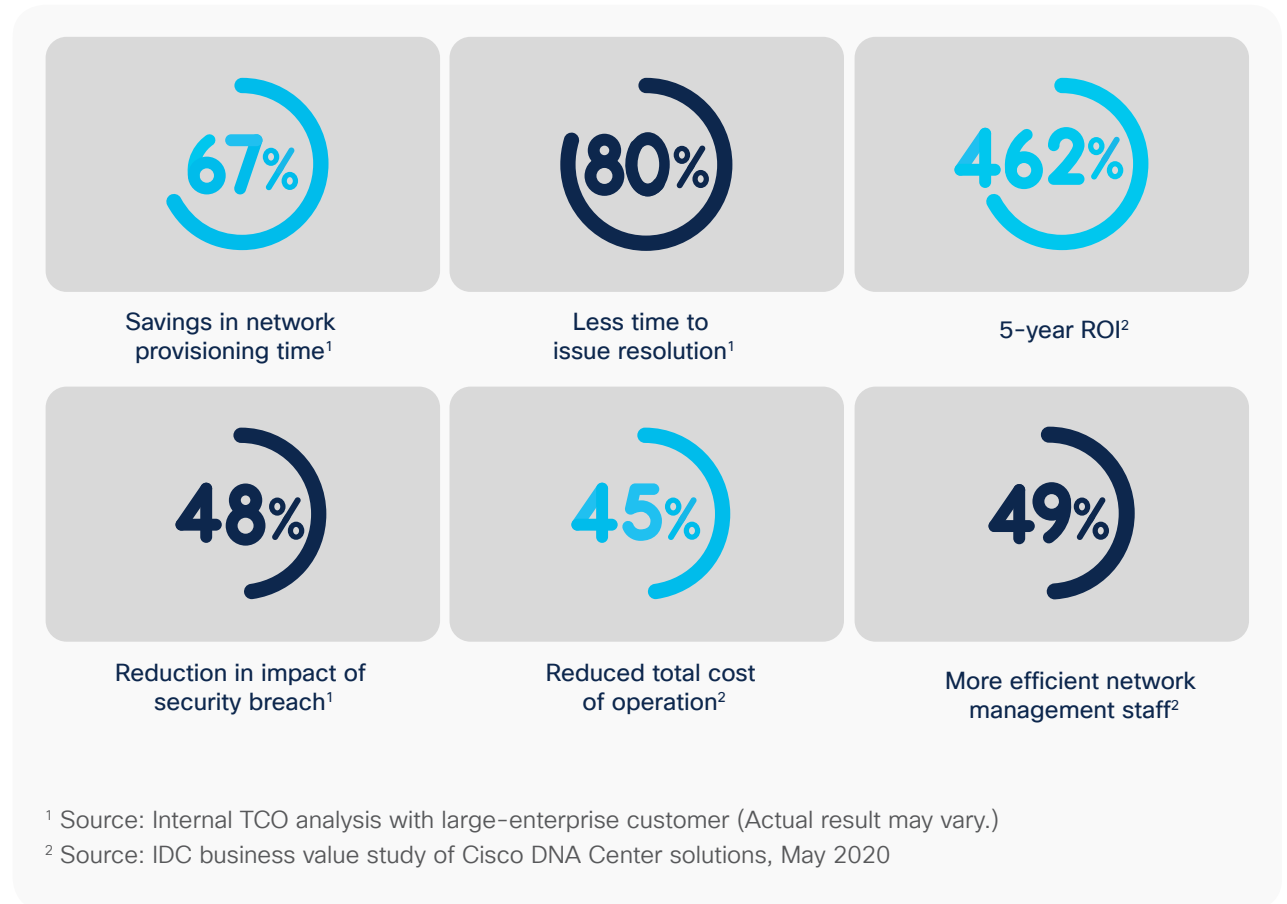 67%
80%
462%
Savings in network
provisioning time¹
Less time to
issue resolution¹
5-year ROI²
48%
45%
49%
Reduction in impact of
security breach¹
Reduced total cost
of operation²
More efficient network
management staff²
¹ Source: Internal TCO analysis with large-enterprise customer (Actual result may vary.)
² Source: IDC business value study of Cisco DNA Center solutions, May 2020